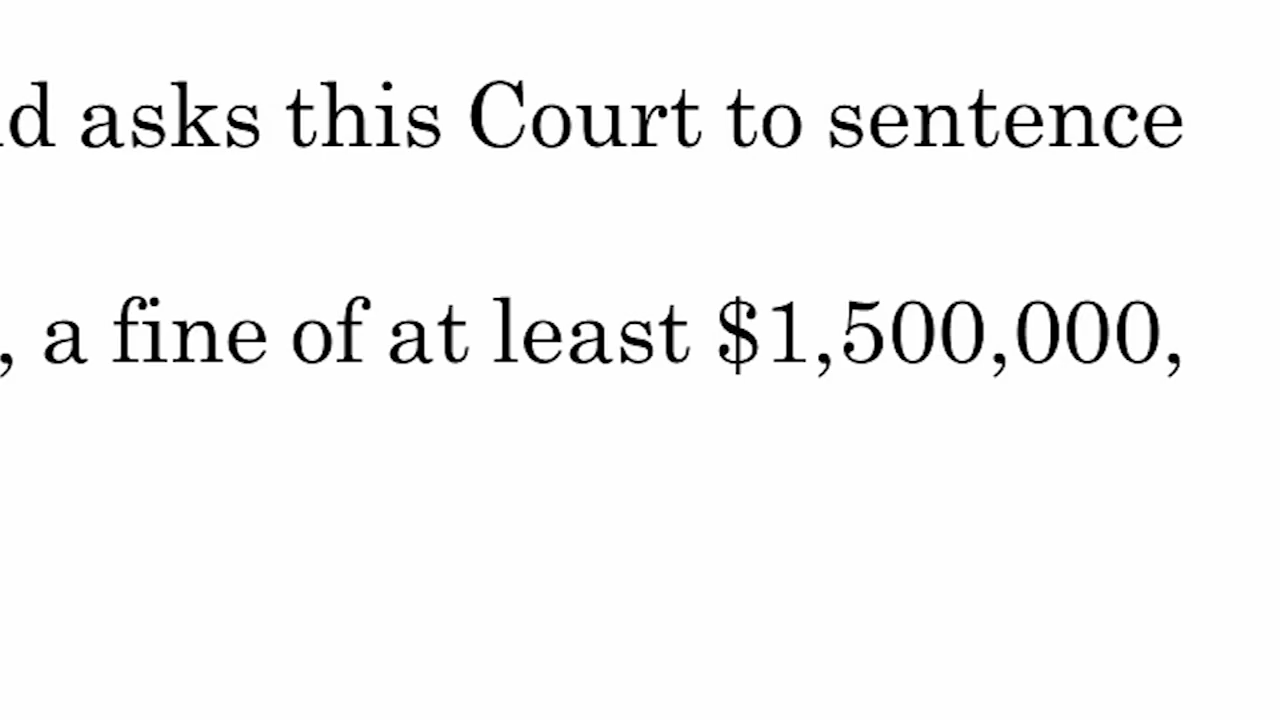 d asks this Court to sentence
, a fine of at least $1,500,000,